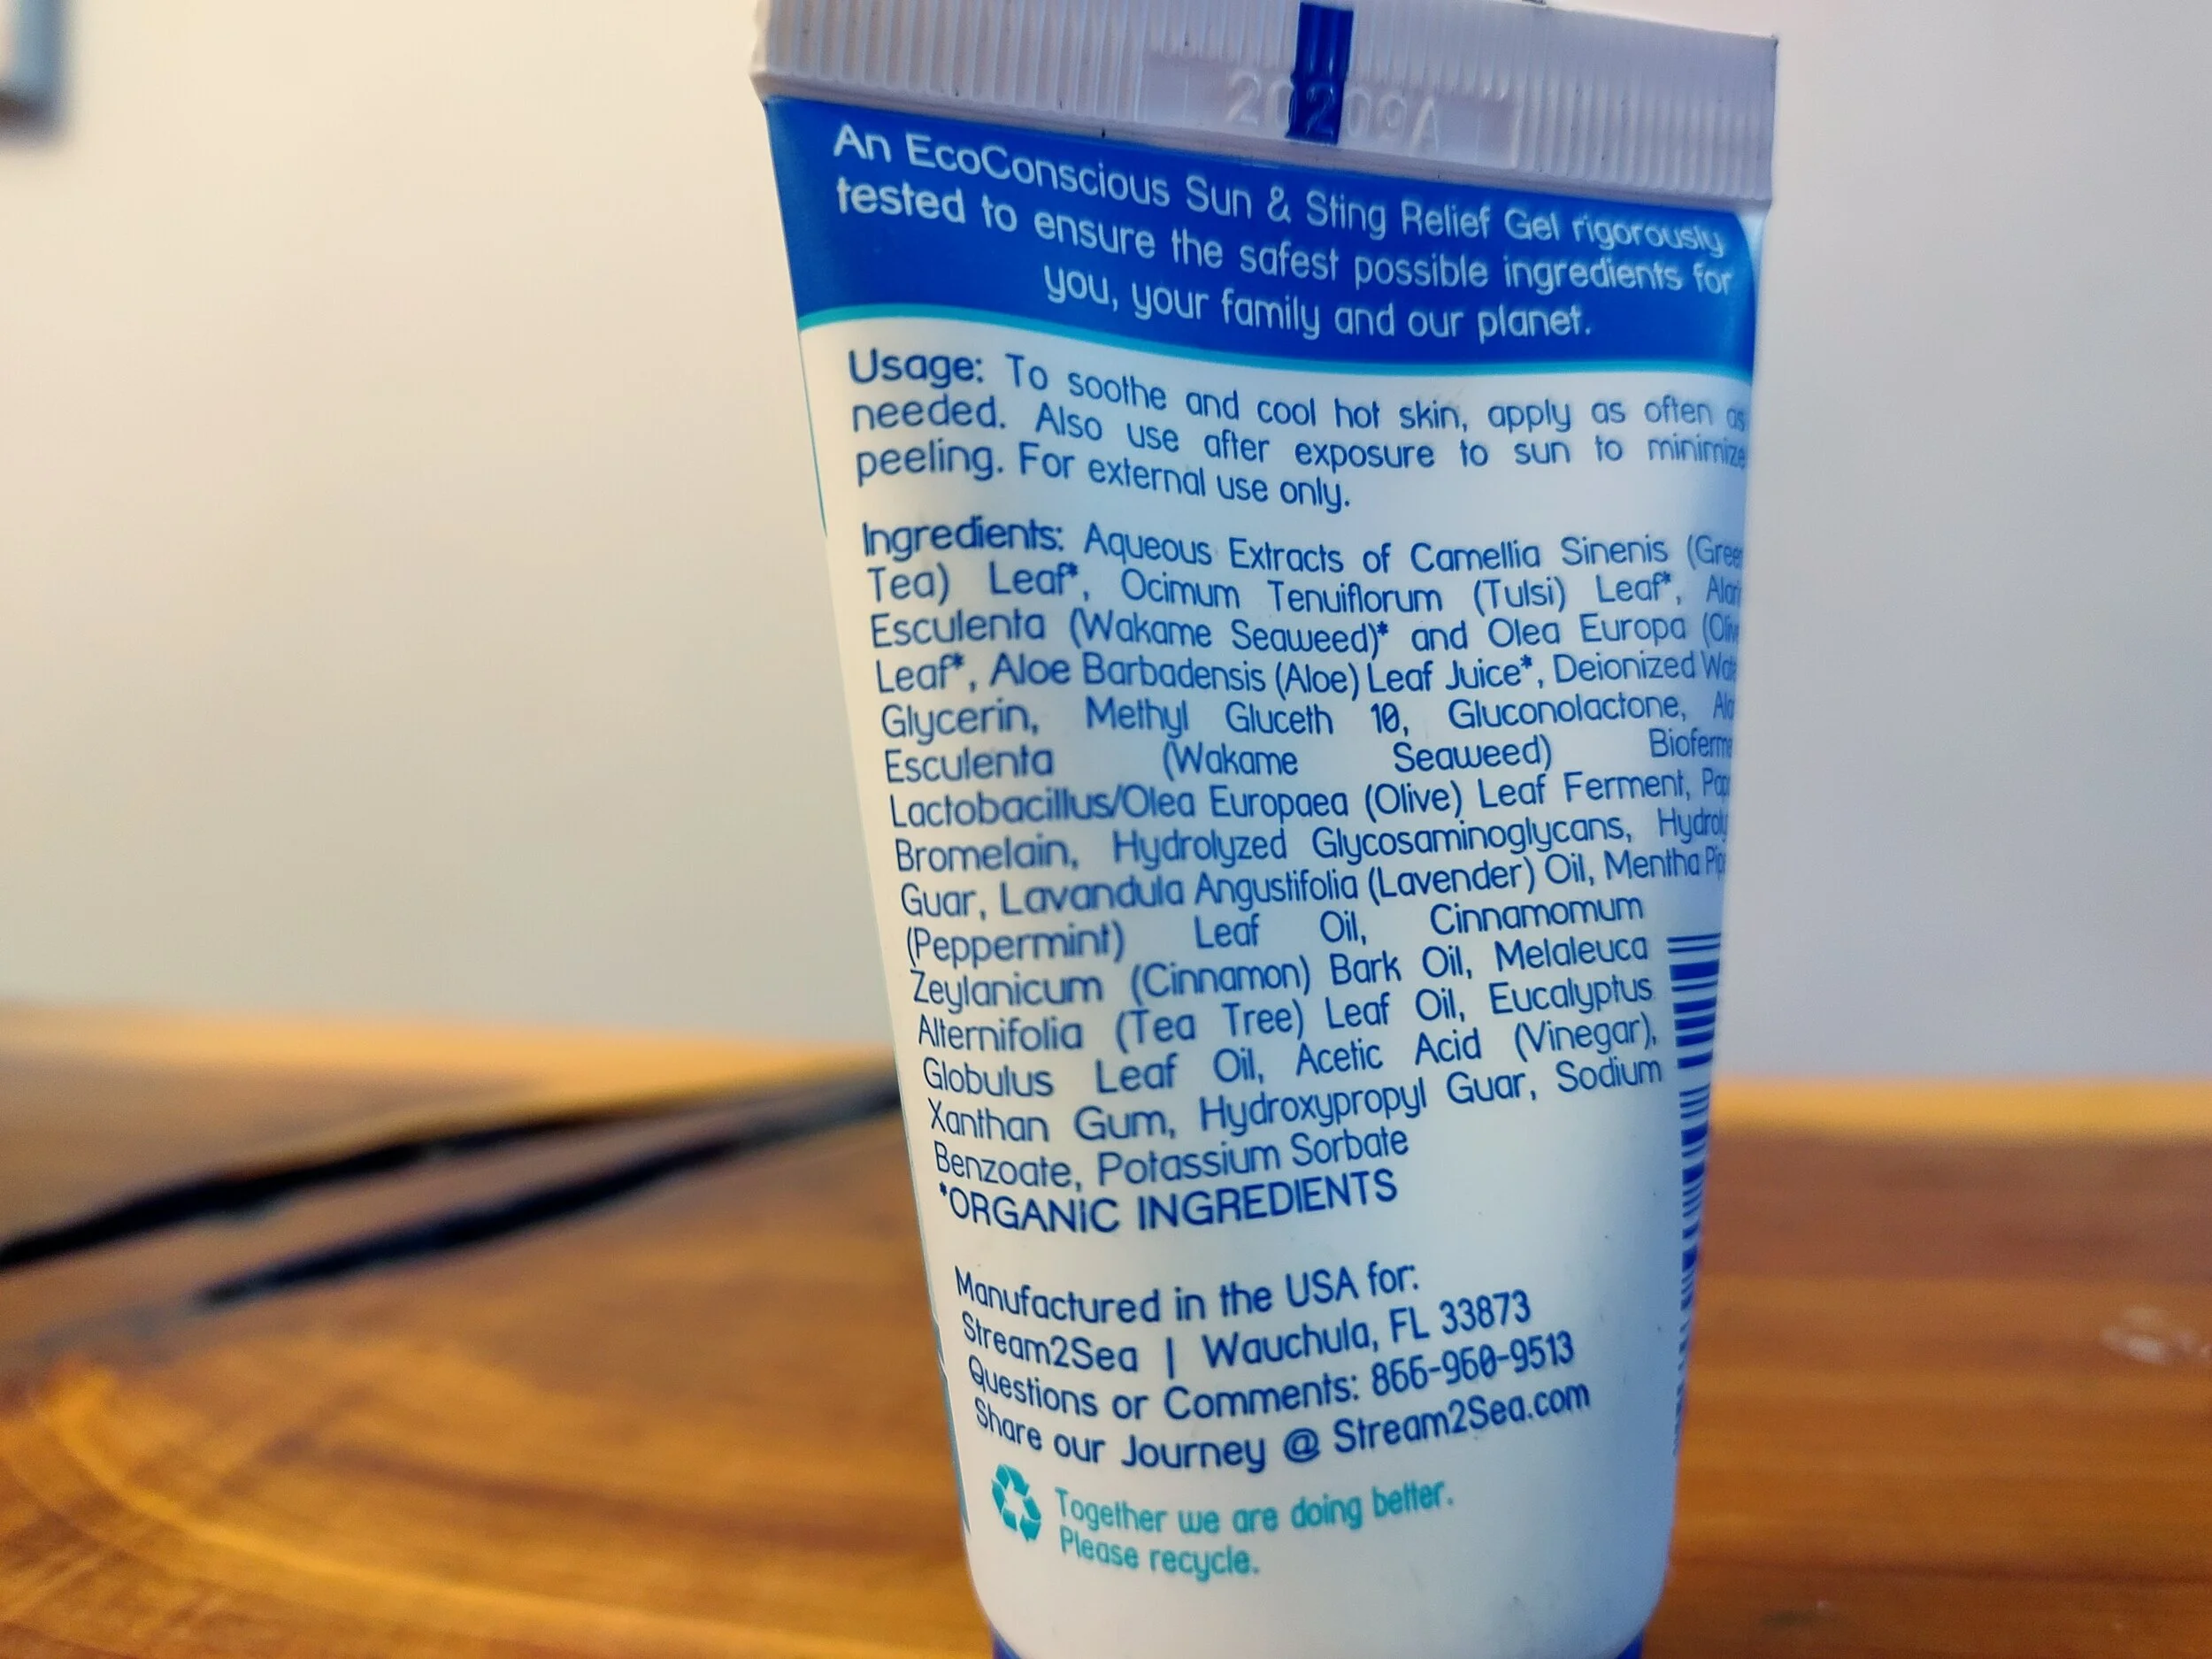 20209A
An EcoConscious Sun & Sting Relief Gel rigorously
tested to ensure the safest possible ingredients for
you, your family and our planet.
Usage: To soothe and cool hot skin, apply as often as
needed. Also use after exposure to sun to minimize
peeling. For external use only.
Ingredients: Aqueous Extracts of Camellia Sinenis
Tea) Leaf*, Ocimum Tenuiflorum (Tulsi) Leaf*,
Esculenta (Wakame Seaweed)* and Olea Europa
Leaf*, Aloe Barbadensis (Aloe) Leaf Juice*, Deionized
Glycerin, Methyl Gluceth 10, Gluconolactone,
Esculenta (Wakame Seaweed)
Lactobacillus/Olea Europaea (Olive) Leaf Ferment,
Bromelain, Hydrolyzed Glycosaminoglycans,
Guar, Lavandula Angustifolia (Lavender) Oil, Mentha
(Peppermint) Leaf Oil, Cinnamomum
Zeylanicum (Cinnamon) Bark Oil, Melaleuca
Alternifolia (Tea Tree) Leaf Oil, Eucalyptus
Globulus Leaf Oil, Acetic Acid (Vinegar),
Xanthan Gum, Hydroxypropyl Guar, Sodium
Benzoate, Potassium Sorbate
*ORGANIC INGREDIENTS
Manufactured in the USA for:
Stream2Sea | Wauchula, FL 33873
Questions or Comments: 866-960-9513
Share our Journey @ Stream2Sea.com
Together we are doing better.
Please recycle.